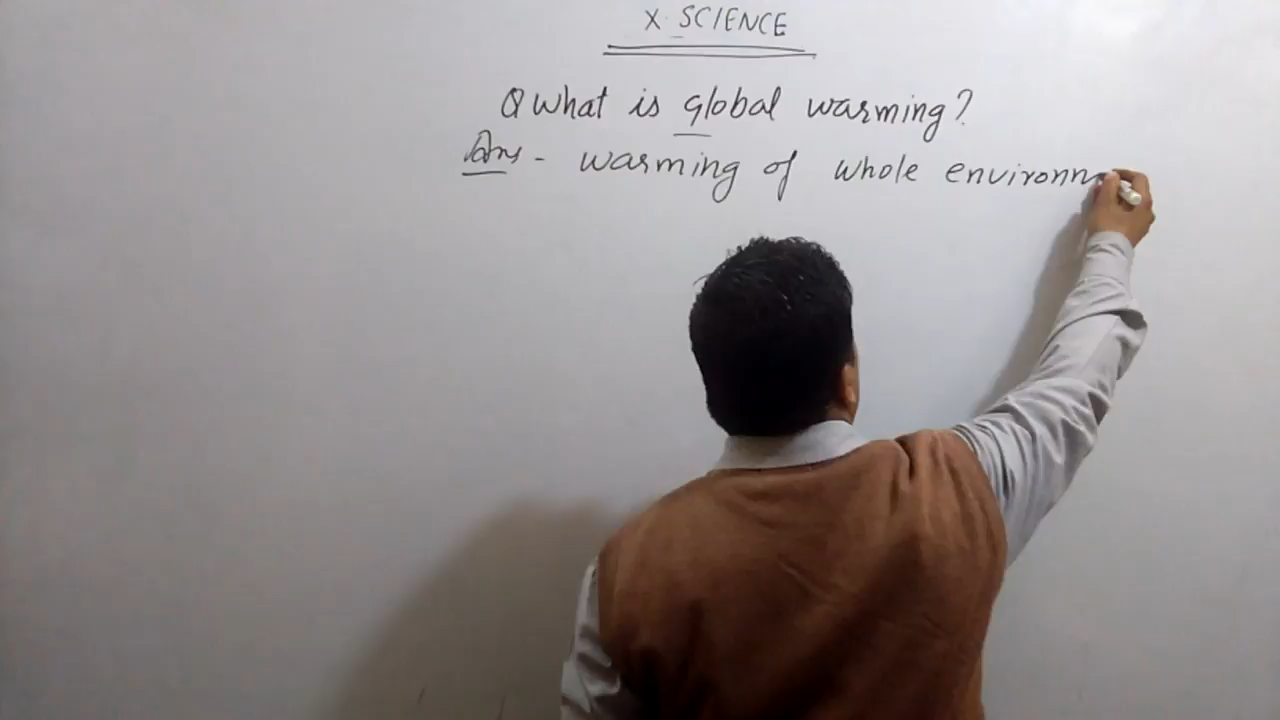 X. SCIENCE
Q What is global warming?
Ans - warming of whole environm